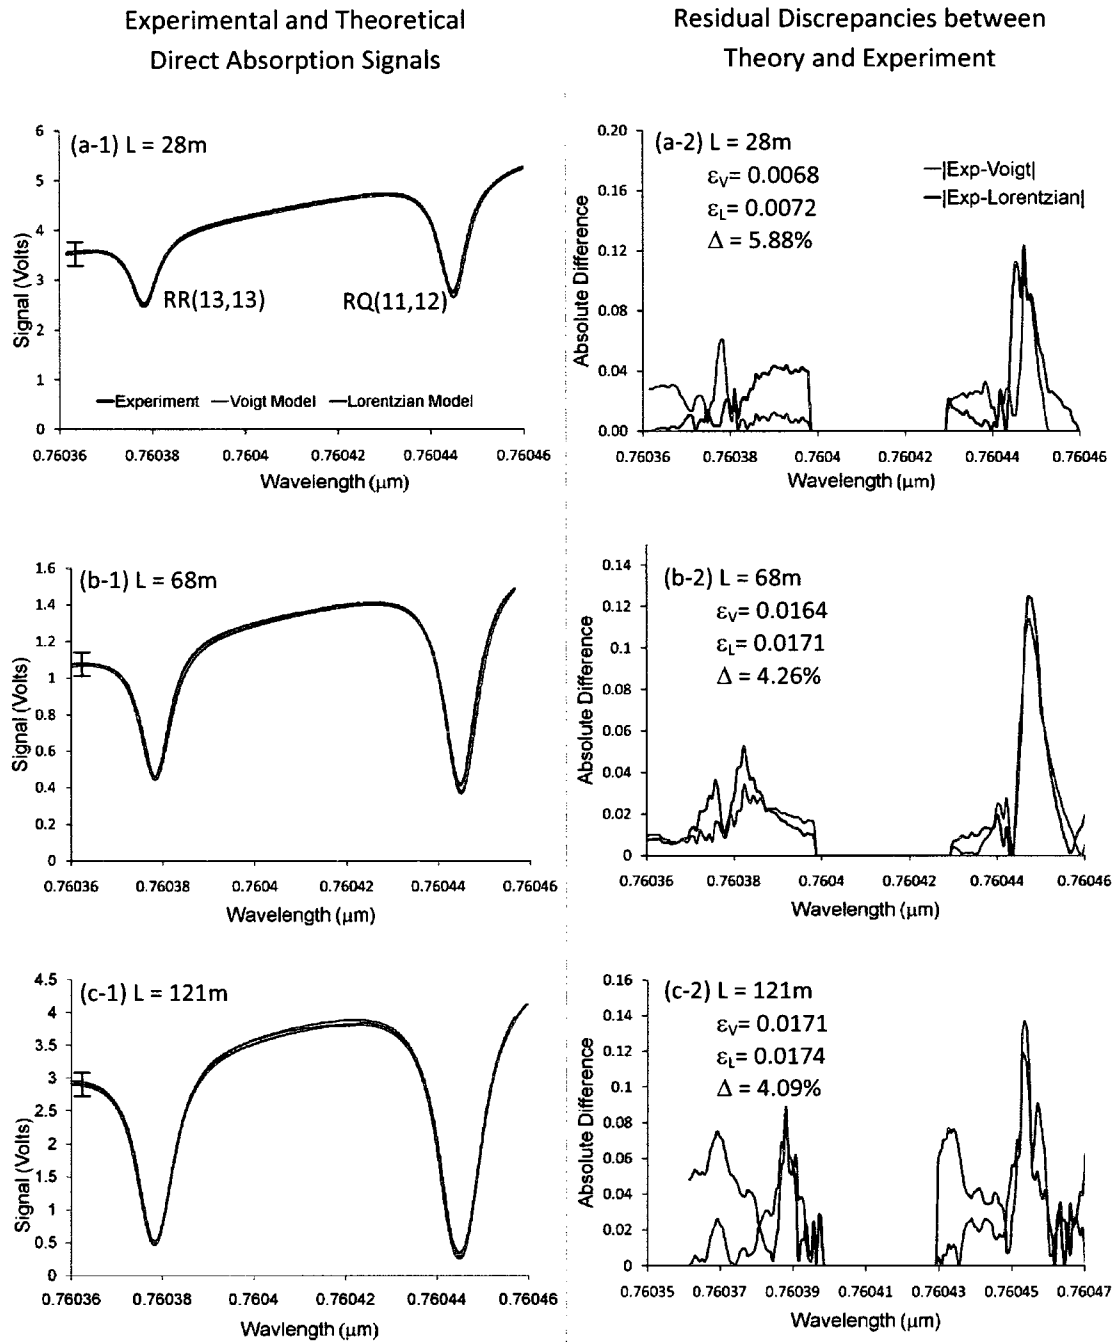 Experimental and Theoretical
Direct Absorption Signals
Residual Discrepancies between
Theory and Experiment
(a-1) L = 28m
6
5
4
3
2
1
0
Signal (Volts)
RR(13,13)
RQ(11,12)
Experiment
Voigt Model
Lorentzian Model
0.76036 0.76038 0.7604 0.76042 0.76044 0.76046
Wavelength (μm)
(a-2) L = 28m
εV= 0.0068
εL= 0.0072
Δ = 5.88%
|Exp-Voigt|
|Exp-Lorentzian|
0.20
0.16
0.12
0.08
0.04
0.00
Absolute Difference
0.76036 0.76038 0.7604 0.76042 0.76044 0.76046
Wavelength (μm)
(b-1) L = 68m
1.6
1.4
1.2
1
0.8
0.6
0.4
0.2
0
Signal (Volts)
0.76036 0.76038 0.7604 0.76042 0.76044 0.76046
Wavelength (μm)
(b-2) L = 68m
εV= 0.0164
εL= 0.0171
Δ = 4.26%
0.14
0.12
0.1
0.08
0.06
0.04
0.02
0
Absolute Difference
0.76036 0.76038 0.7604 0.76042 0.76044 0.76046
Wavelength (μm)
(c-1) L = 121m
4.5
4
3.5
3
2.5
2
1.5
1
0.5
0
Signal (Volts)
0.76036 0.76038 0.7604 0.76042 0.76044 0.76046
Wavlength (μm)
(c-2) L = 121m
εV= 0.0171
εL= 0.0174
Δ = 4.09%
0.16
0.14
0.12
0.1
0.08
0.06
0.04
0.02
0
Absolute Difference
0.76035 0.76037 0.76039 0.76041 0.76043 0.76045 0.76047
Wavelength (μm)